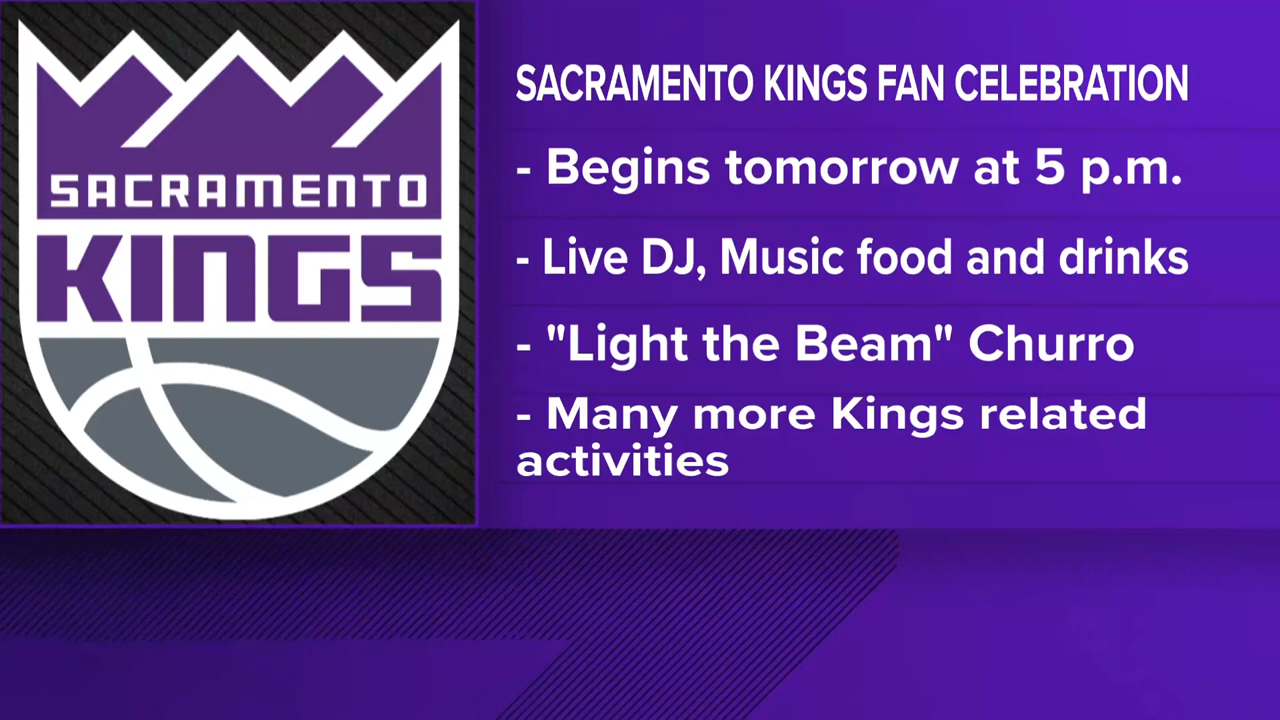 SACRAMENTO
KINGS
SACRAMENTO KINGS FAN CELEBRATION
- Begins tomorrow at 5 p.m.
- Live DJ, Music food and drinks
- "Light the Beam" Churro
- Many more Kings related
activities